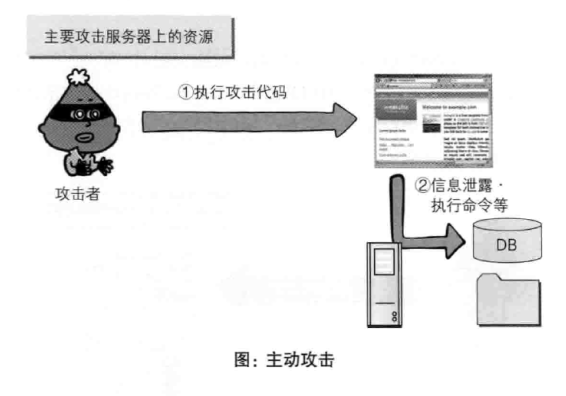 主要攻击服务器上的资源
①执行攻击代码
Welcome to example.com
攻击者
②信息泄露·
执行命令等
DB
图：主动攻击